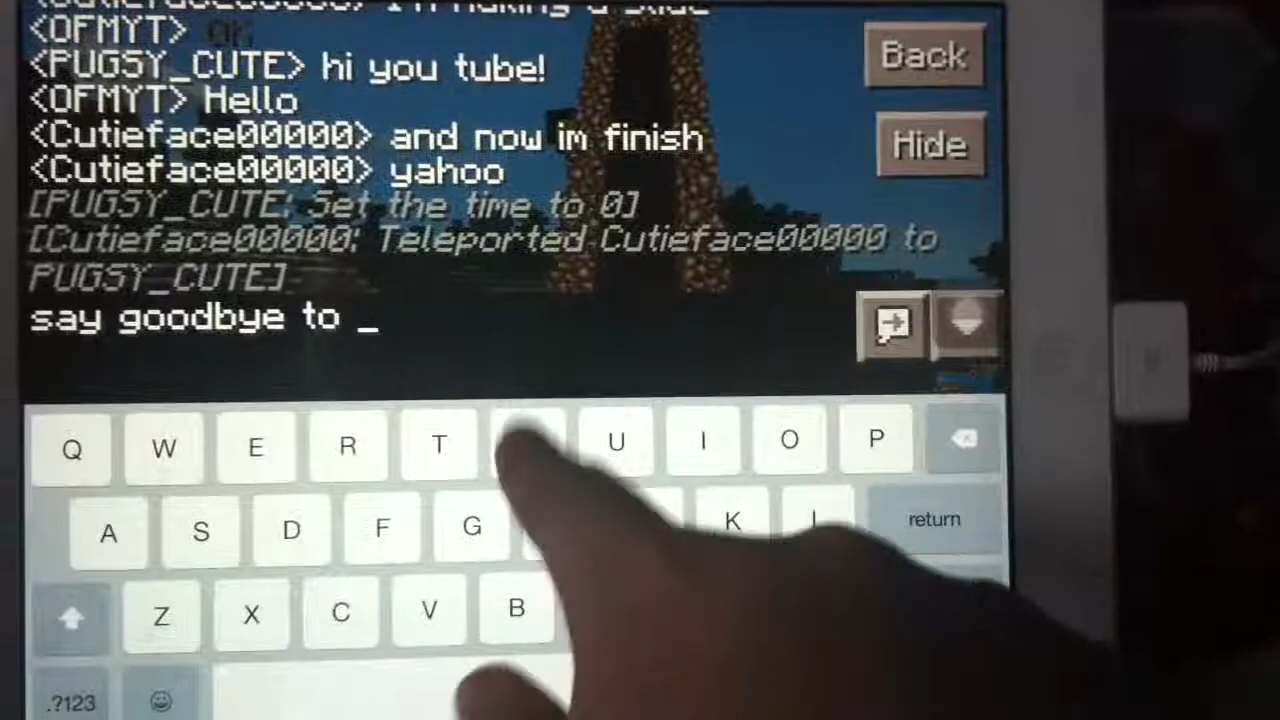 <OFMYT> OK
<PUGSY_CUTE> hi you tube!
<OFMYT> Hello
<Cutieface00000> and now im finish
<Cutieface00000> yahoo
[PUGSY_CUTE: Set the time to 0]
[Cutieface00000: Teleported Cutieface00000 to
PUGSY_CUTE]
say goodbye to _
Back
Hide
Q W E R T U I O P
A S D F G K return
Z X C V B
.?123